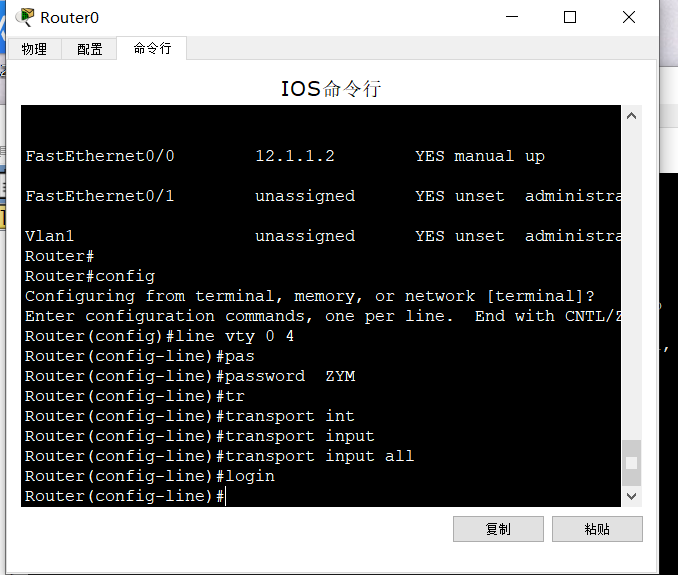 Router0
物理 配置 命令行
IOS命令行
FastEthernet0/0 12.1.1.2 YES manual up
FastEthernet0/1 unassigned YES unset administra
Vlan1 unassigned YES unset administra
Router#
Router#config
Configuring from terminal, memory, or network [terminal]?
Enter configuration commands, one per line. End with CNTL/Z
Router(config)#line vty 0 4
Router(config-line)#pas
Router(config-line)#password ZYM
Router(config-line)#tr
Router(config-line)#transport int
Router(config-line)#transport input
Router(config-line)#transport input all
Router(config-line)#login
Router(config-line)#
复制 粘贴